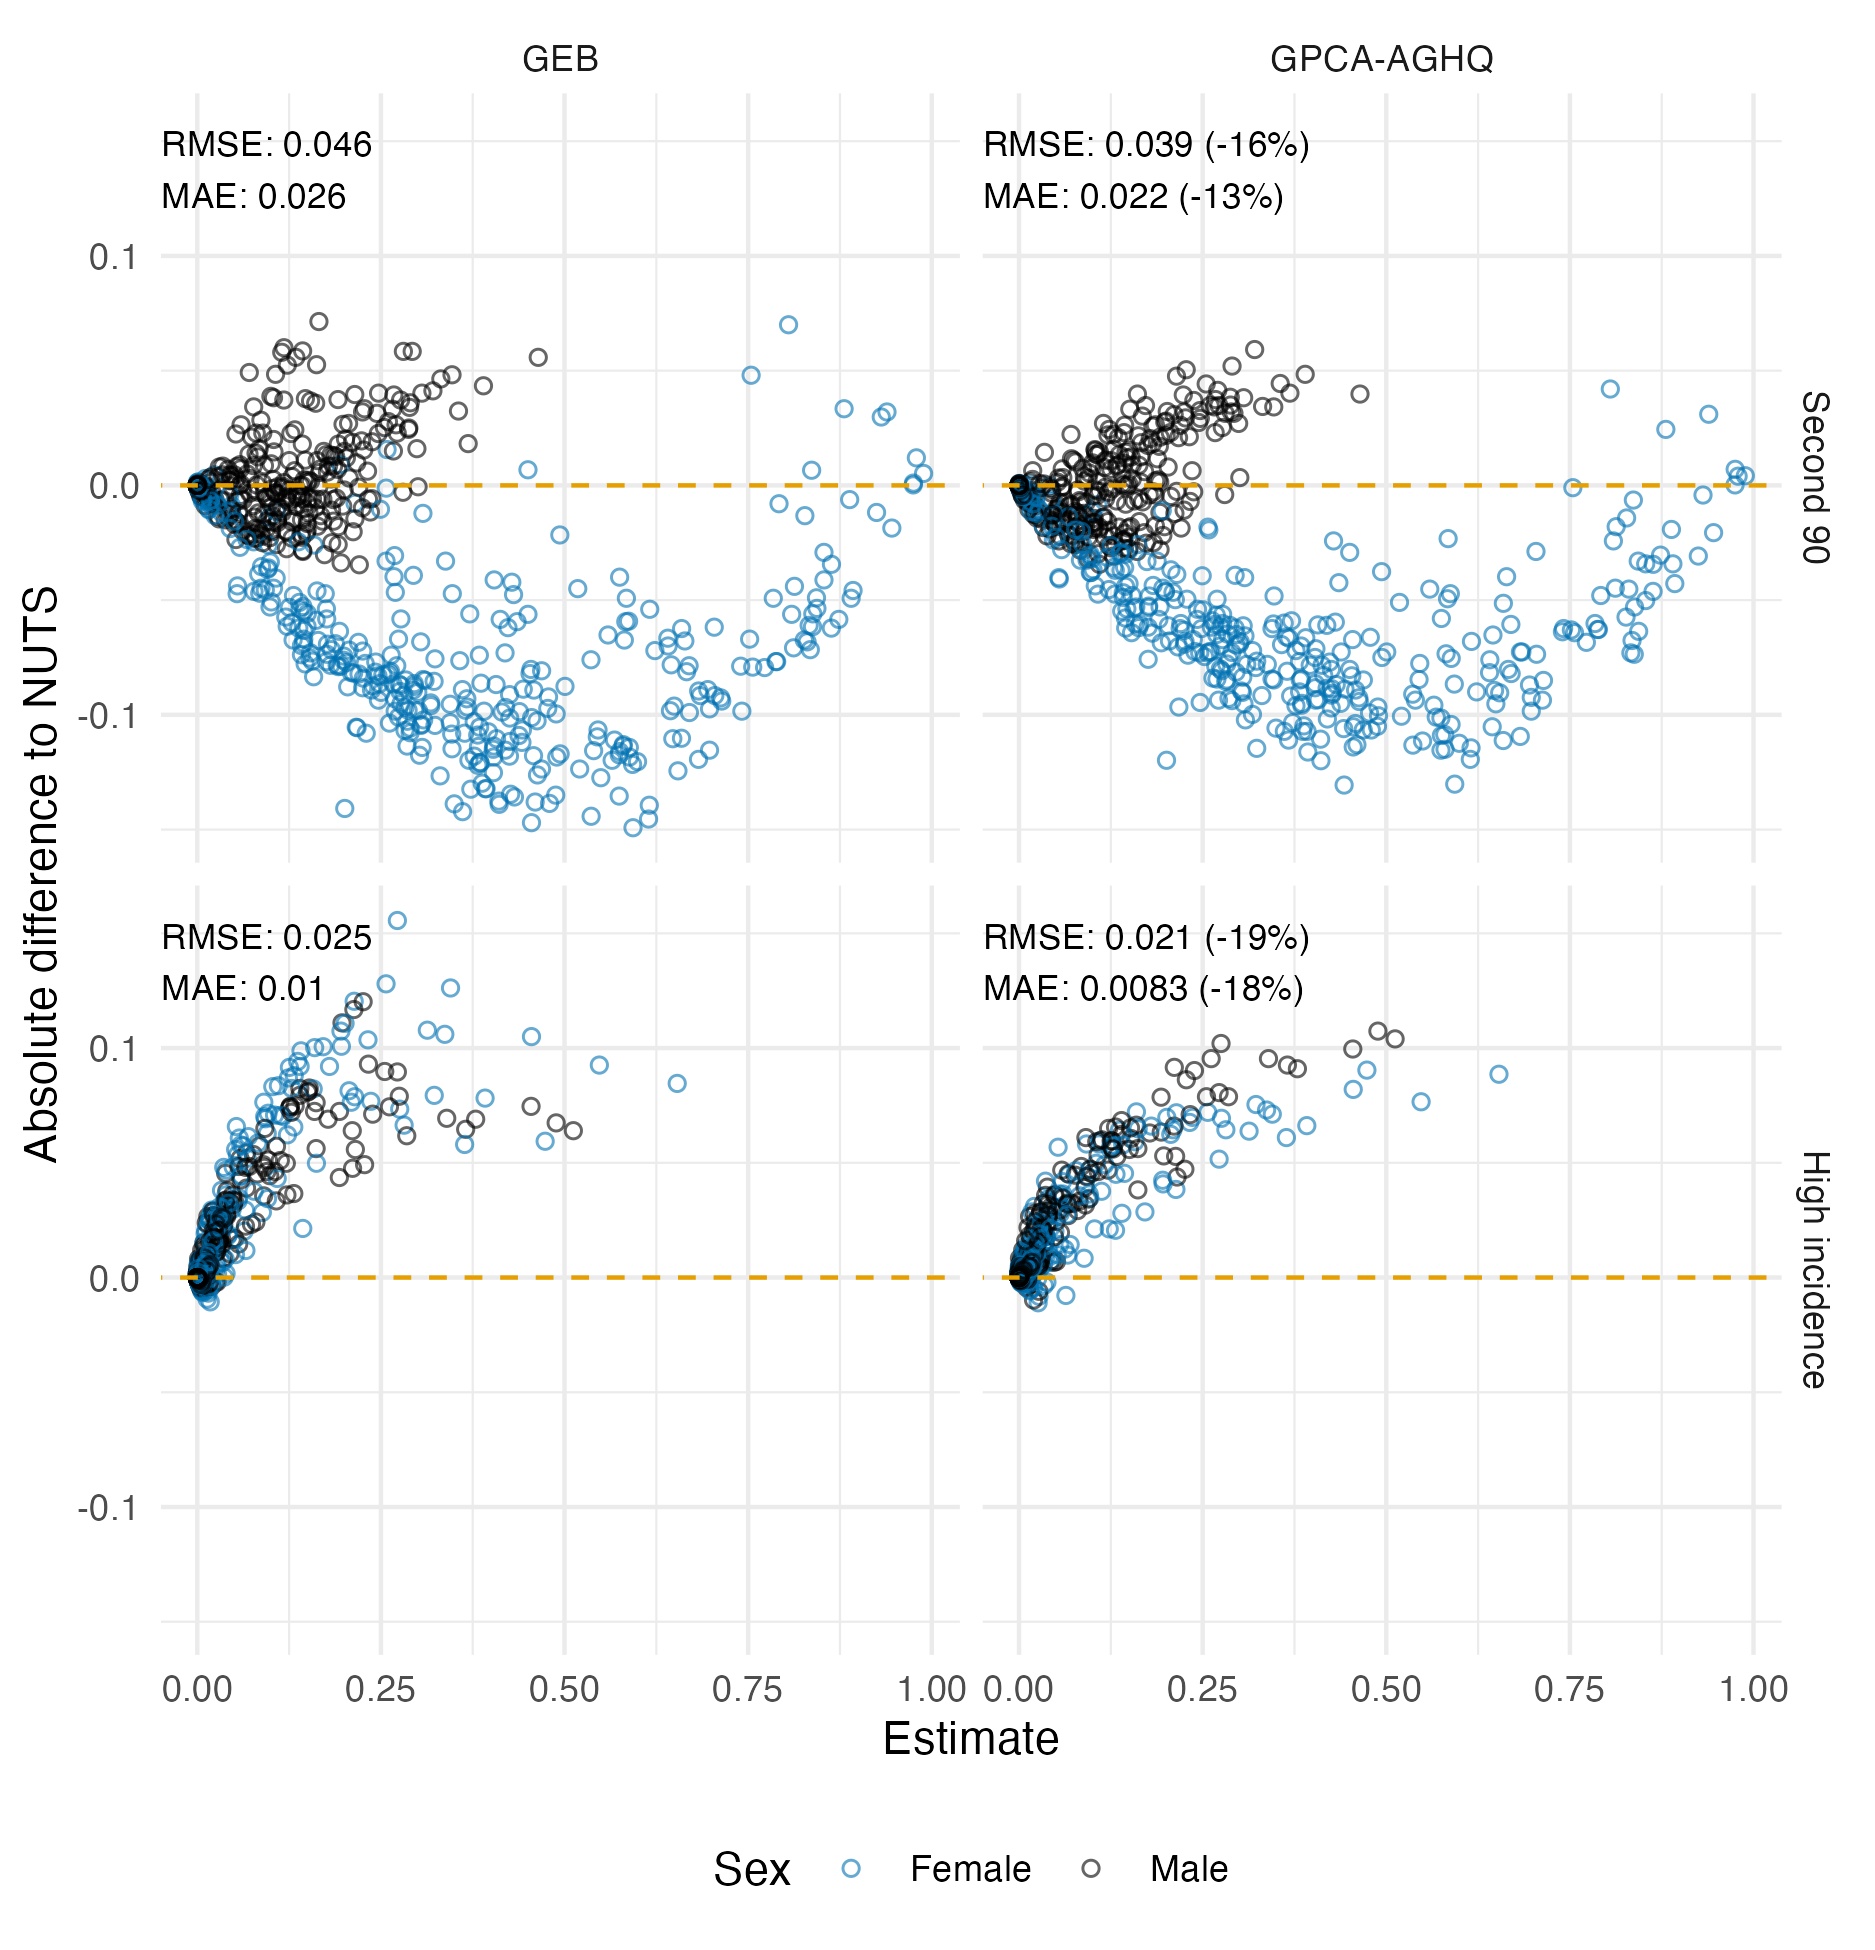 GEB
GPCA-AGHQ
RMSE: 0.046
MAE: 0.026
RMSE: 0.039 (-16%)
MAE: 0.022 (-13%)
0.1
0.0
-0.1
Second 90
Absolute difference to NUTS
RMSE: 0.025
MAE: 0.01
RMSE: 0.021 (-19%)
MAE: 0.0083 (-18%)
0.1
0.0
-0.1
High incidence
0.00 0.25 0.50 0.75 1.00 0.00 0.25 0.50 0.75 1.00
Estimate
Sex Female Male